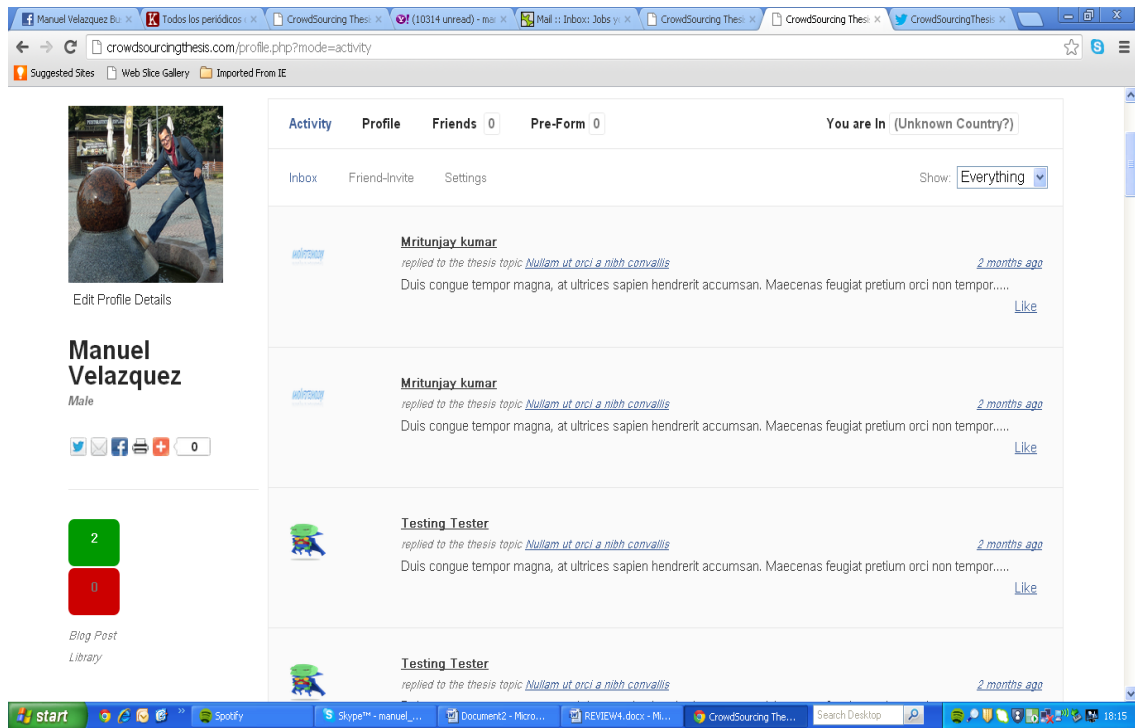 Manuel Velazquez Bu
Todos los periódicos
CrowdSourcing Thesi
(10314 unread) - ma
Mail :: Inbox: Jobs y
CrowdSourcing Thesi
CrowdSourcing Thesi
CrowdSourcingThesis
crowdsourcingthesis.com/profile.php?mode=activity
Suggested Sites Web Slice Gallery Imported From IE
Activity Profile Friends 0 Pre-Form 0 You are In (Unknown Country?)
Inbox Friend-Invite Settings Show: Everything
Edit Profile Details
Manuel
Velazquez
Male
0
2
0
Blog Post
Library
Mritunjay kumar
replied to the thesis topic Nullam ut orci a nibh convallis 2 months ago
Duis congue tempor magna, at ultrices sapien hendrerit accumsan. Maecenas feugiat pretium orci non tempor.....
Like
Mritunjay kumar
replied to the thesis topic Nullam ut orci a nibh convallis 2 months ago
Duis congue tempor magna, at ultrices sapien hendrerit accumsan. Maecenas feugiat pretium orci non tempor.....
Like
Testing Tester
replied to the thesis topic Nullam ut orci a nibh convallis 2 months ago
Duis congue tempor magna, at ultrices sapien hendrerit accumsan. Maecenas feugiat pretium orci non tempor.....
Like
Testing Tester
replied to the thesis topic Nullam ut orci a nibh convallis 2 months ago
start Spotify Skype™ - manuel_... Document2 - Micro... REVIEW4.docx - Mi... CrowdSourcing The... Search Desktop 18:15